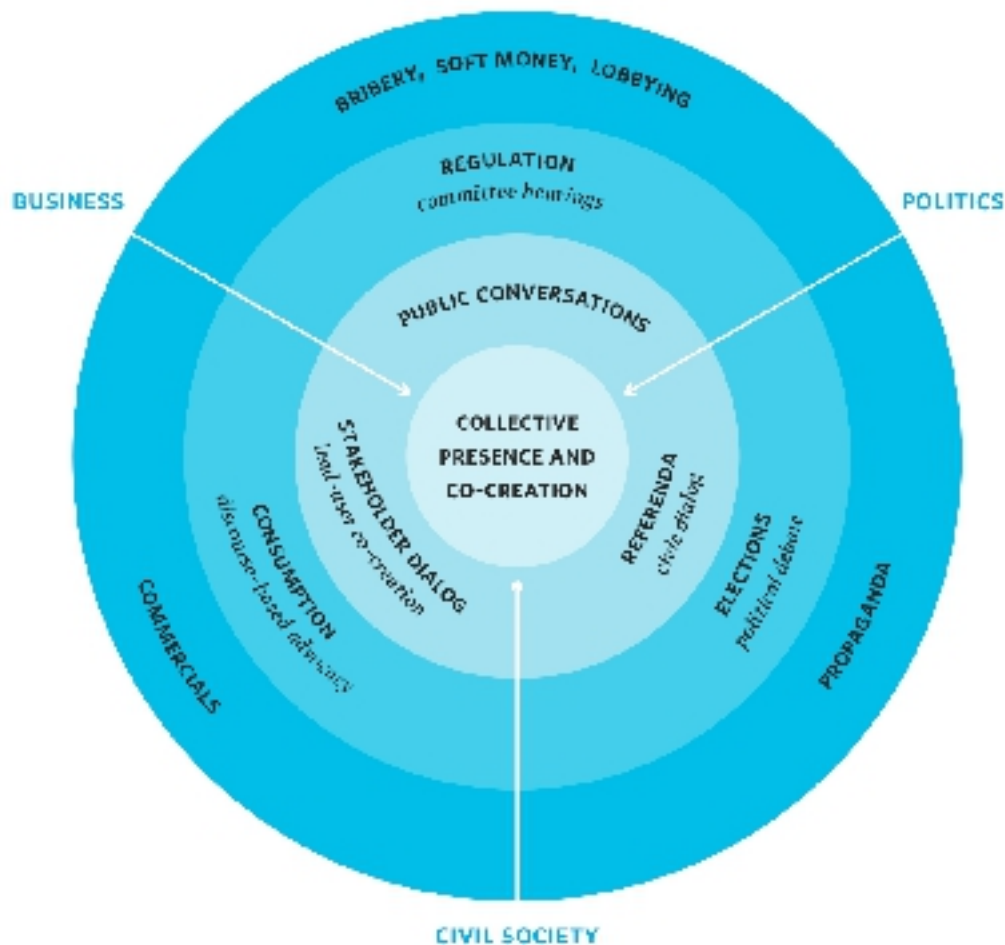 BRIBERY, SOFT MONEY, LOBBYING
REGULATION
committee hearings
BUSINESS
POLITICS
PUBLIC CONVERSATIONS
COLLECTIVE
PRESENCE AND
CO-CREATION
STAKEHOLDER DIALOG
lead-user co-creation
REFERENDA
civic dialog
CONSUMPTION
discourse-based advocacy
ELECTIONS
political debate
COMMERCIALS
PROPAGANDA
CIVIL SOCIETY